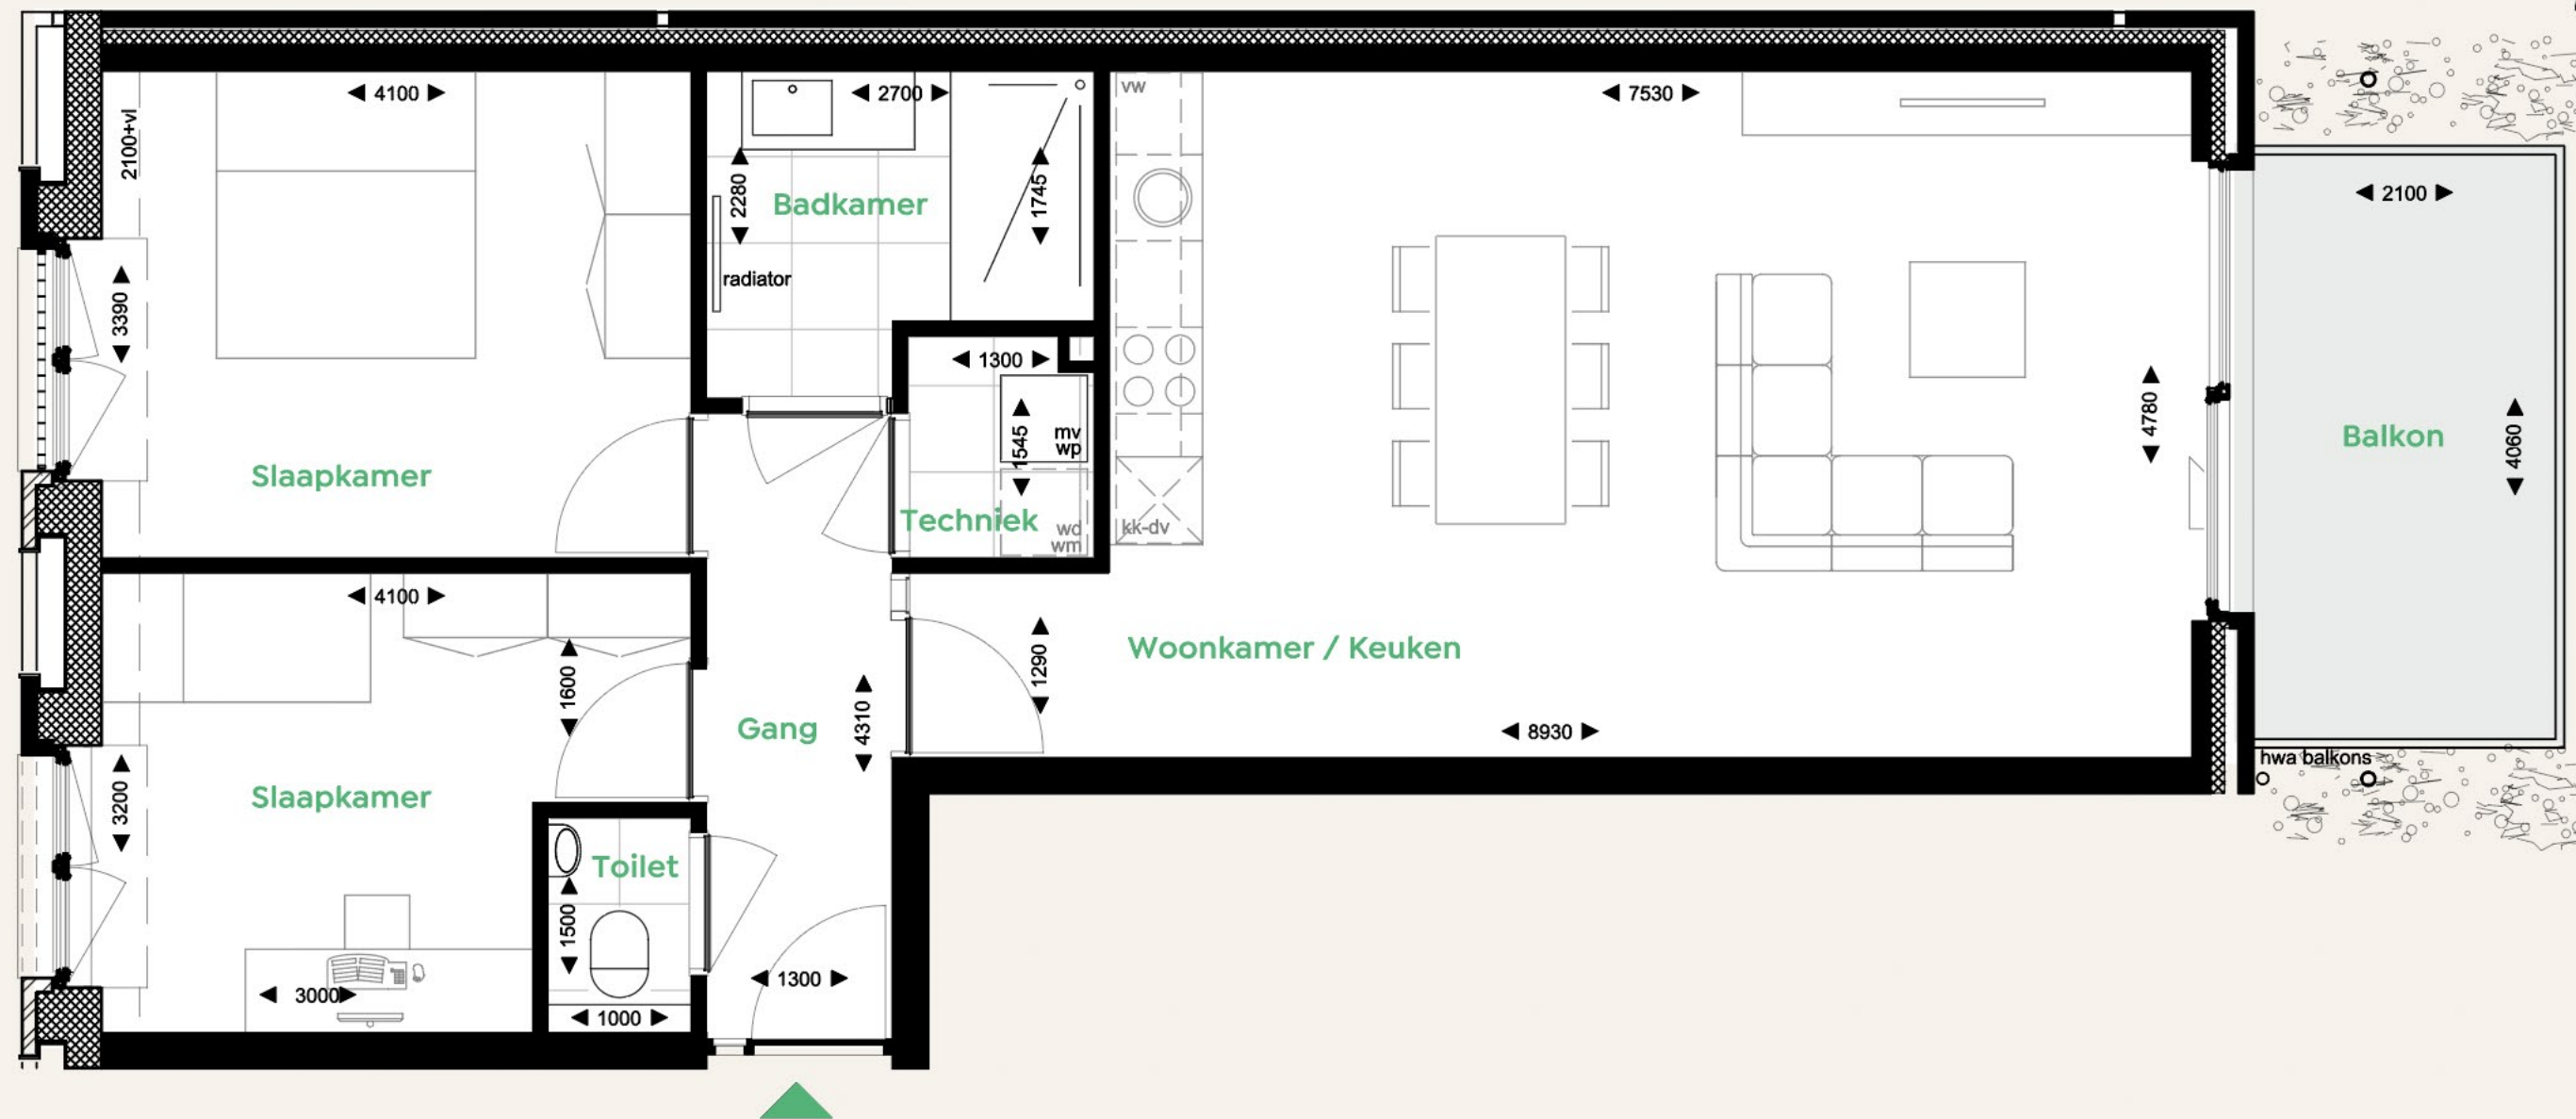 4100
2700
7530
vw
2100+vl
2280
Badkamer
1745
2100
radiator
3390
1300
4780
Balkon
4060
1545
mv
wp
Slaapkamer
Techniek
wd
wm
kk-dv
4100
1600
1290
Woonkamer / Keuken
Gang
4310
8930
hwa balkons
3200
Slaapkamer
Toilet
1500
1300
3000
1000